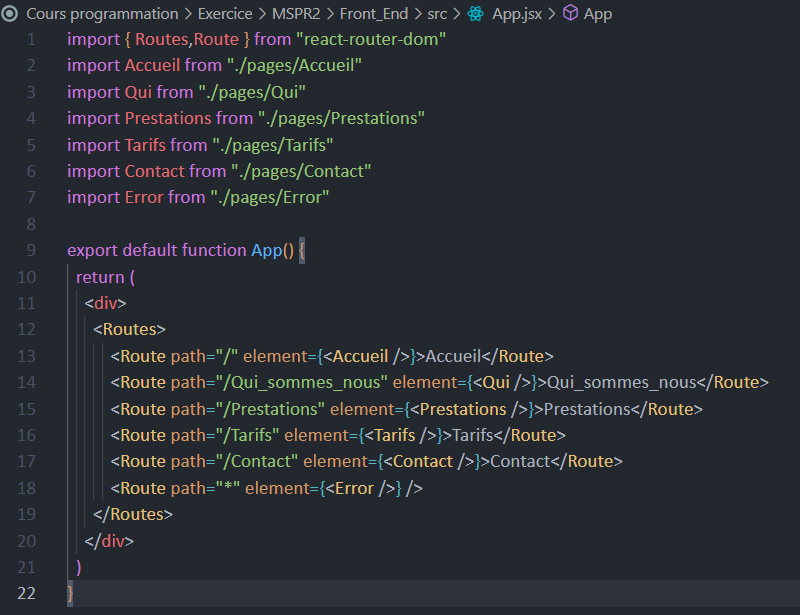 Cours programmation > Exercice > MSPR2 > Front_End > src > App.jsx > App
1 import { Routes,Route } from "react-router-dom"
2 import Accueil from "./pages/Accueil"
3 import Qui from "./pages/Qui"
4 import Prestations from "./pages/Prestations"
5 import Tarifs from "./pages/Tarifs"
6 import Contact from "./pages/Contact"
7 import Error from "./pages/Error"
8
9 export default function App() {
10 return (
11 <div>
12 <Routes>
13 <Route path="/" element={<Accueil />}>Accueil</Route>
14 <Route path="/Qui_sommes_nous" element={<Qui />}>Qui_sommes_nous</Route>
15 <Route path="/Prestations" element={<Prestations />}>Prestations</Route>
16 <Route path="/Tarifs" element={<Tarifs />}>Tarifs</Route>
17 <Route path="/Contact" element={<Contact />}>Contact</Route>
18 <Route path="*" element={<Error />} />
19 </Routes>
20 </div>
21 )
22 }